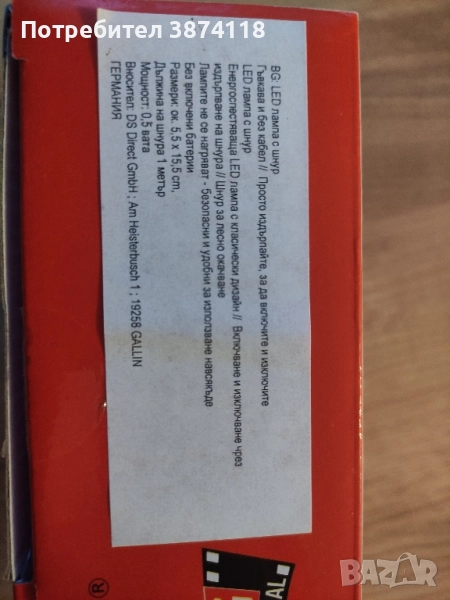 Потребител 3874118
BG: LED лампа с шнур
Гъвкава и без кабел // Просто издърпайте, за да включите и изключите
LED лампа с шнур
Енергоспестяваща LED лампа с класически дизайн // Включване и изключване чрез
издърпване на шнура // Шнур за лесно окачване
Лампите не се нагряват - безопасни и удобни за използване навсякъде
Без включени батерии
Размери: ок. 5,5 x 15,5 cm,
Дължина на шнура 1 метър
Мощност: 0,5 вата
Вносител: DS Direct GmbH ; Am Heisterbusch 1 ; 19258 GALLIN
ГЕРМАНИЯ
®
AL
BAZAR